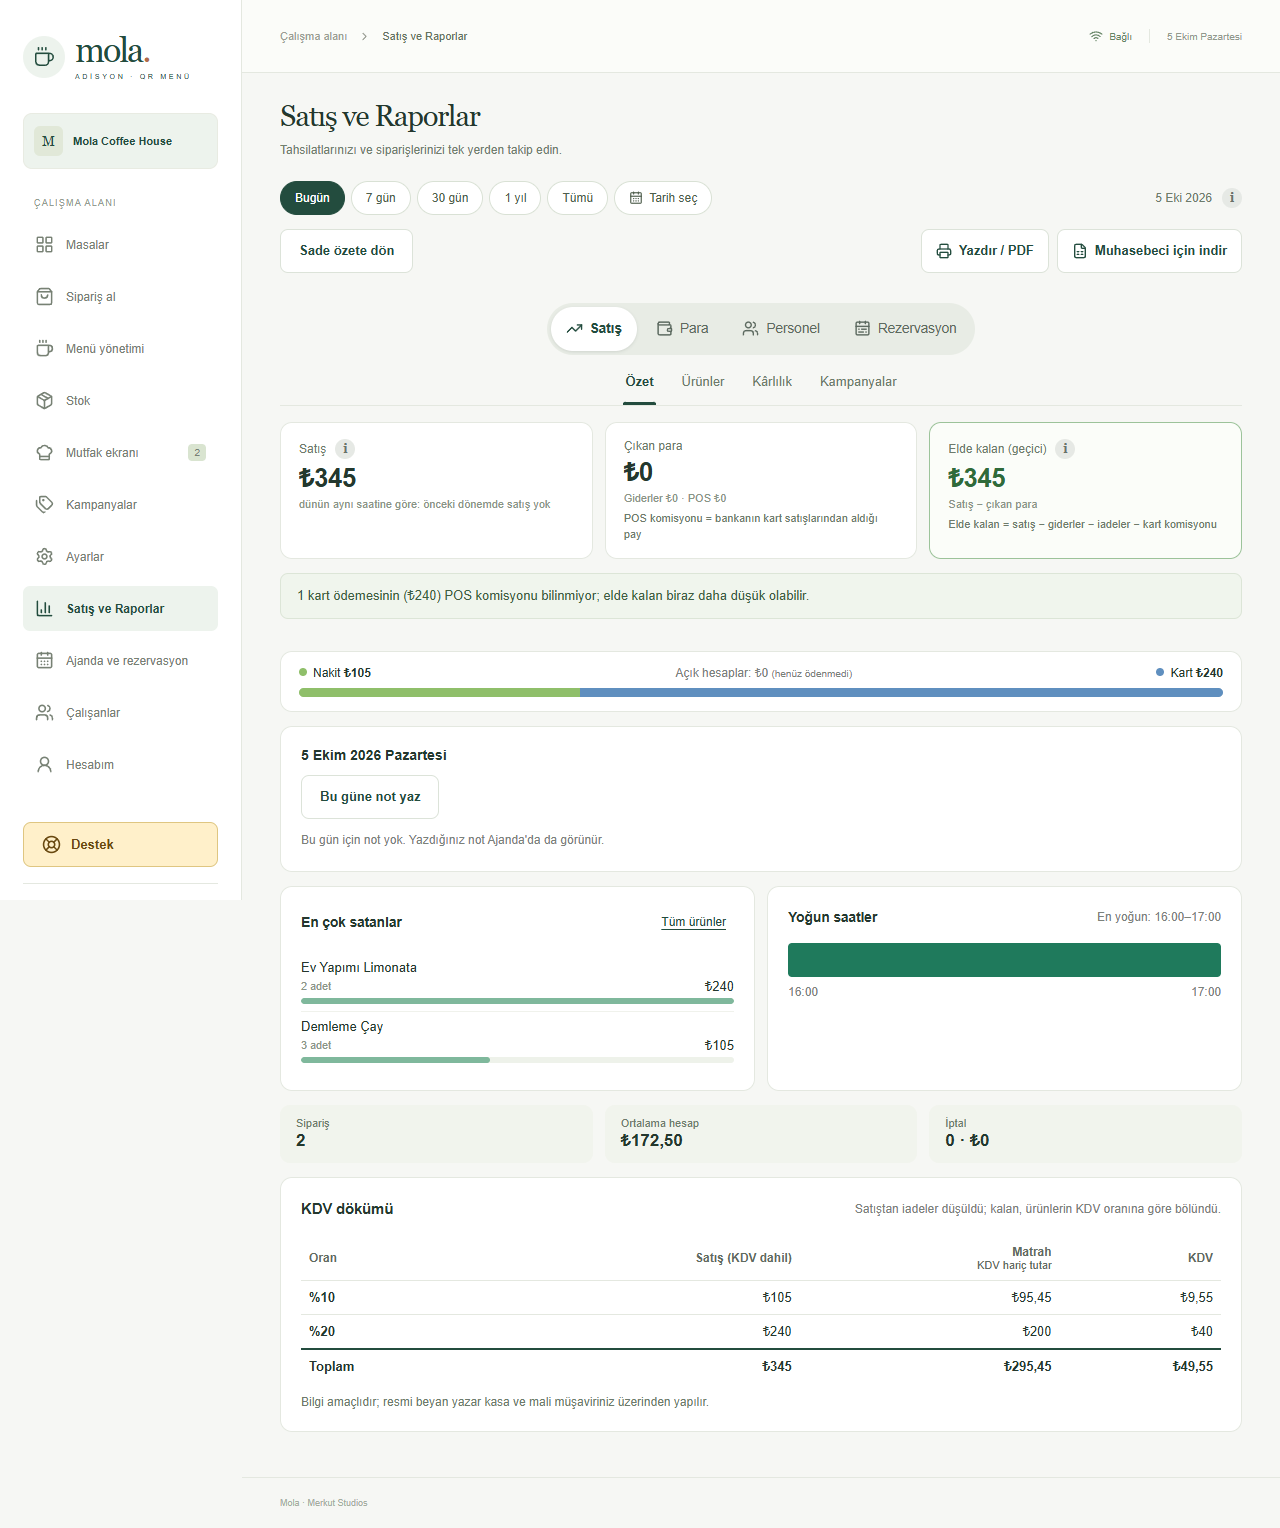 mola.
ADİSYON · QR MENÜ
M
Mola Coffee House
ÇALIŞMA ALANI
Masalar
Sipariş al
Menü yönetimi
Stok
Mutfak ekranı
2
Kampanyalar
Ayarlar
Satış ve Raporlar
Ajanda ve rezervasyon
Çalışanlar
Hesabım
Destek
Çalışma alanı
Satış ve Raporlar
Bağlı
5 Ekim Pazartesi
Satış ve Raporlar
Tahsilatlarınızı ve siparişlerinizi tek yerden takip edin.
Bugün
7 gün
30 gün
1 yıl
Tümü
Tarih seç
5 Eki 2026
i
Sade özete dön
Yazdır / PDF
Muhasebeci için indir
Satış
Para
Personel
Rezervasyon
Özet
Ürünler
Kârlılık
Kampanyalar
Satış
i
₺345
dünün aynı saatine göre: önceki dönemde satış yok
Çıkan para
₺0
Giderler ₺0 · POS ₺0
POS komisyonu = bankanın kart satışlarından aldığı
pay
Elde kalan (geçici)
i
₺345
Satış − çıkan para
Elde kalan = satış − giderler − iadeler − kart komisyonu
1 kart ödemesinin (₺240) POS komisyonu bilinmiyor; elde kalan biraz daha düşük olabilir.
Nakit ₺105
Açık hesaplar: ₺0 (henüz ödenmedi)
Kart ₺240
5 Ekim 2026 Pazartesi
Bu güne not yaz
Bu gün için not yok. Yazdığınız not Ajanda'da da görünür.
En çok satanlar
Tüm ürünler
Ev Yapımı Limonata
2 adet
₺240
Demleme Çay
3 adet
₺105
Yoğun saatler
En yoğun: 16:00–17:00
16:00
17:00
Sipariş
2
Ortalama hesap
₺172,50
İptal
0 · ₺0
KDV dökümü
Satıştan iadeler düşüldü; kalan, ürünlerin KDV oranına göre bölündü.
Oran
Satış (KDV dahil)
Matrah
KDV hariç tutar
KDV
%10
₺105
₺95,45
₺9,55
%20
₺240
₺200
₺40
Toplam
₺345
₺295,45
₺49,55
Bilgi amaçlıdır; resmi beyan yazar kasa ve mali müşaviriniz üzerinden yapılır.
Mola · Merkut Studios